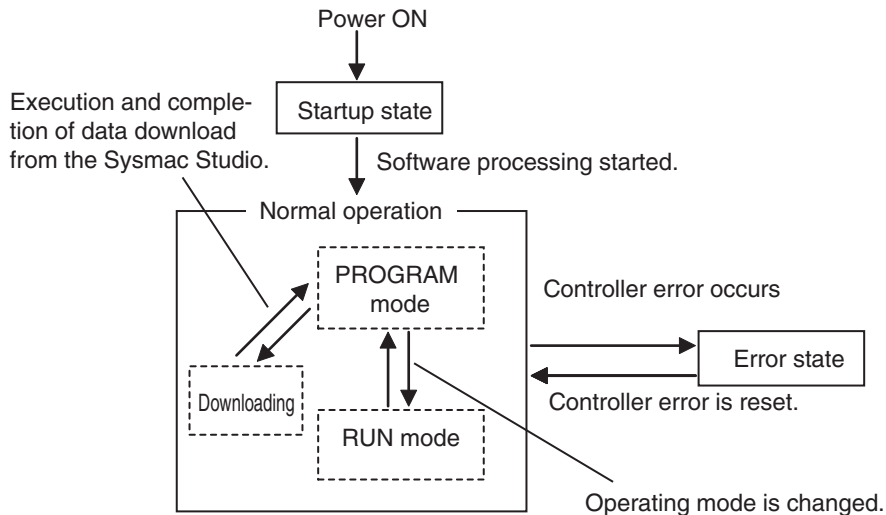 Power ON
Startup state
Execution and comple-
tion of data download
from the Sysmac Studio.
Software processing started.
Normal operation
PROGRAM
mode
Controller error occurs
Error state
Downloading
Controller error is reset.
RUN mode
Operating mode is changed.